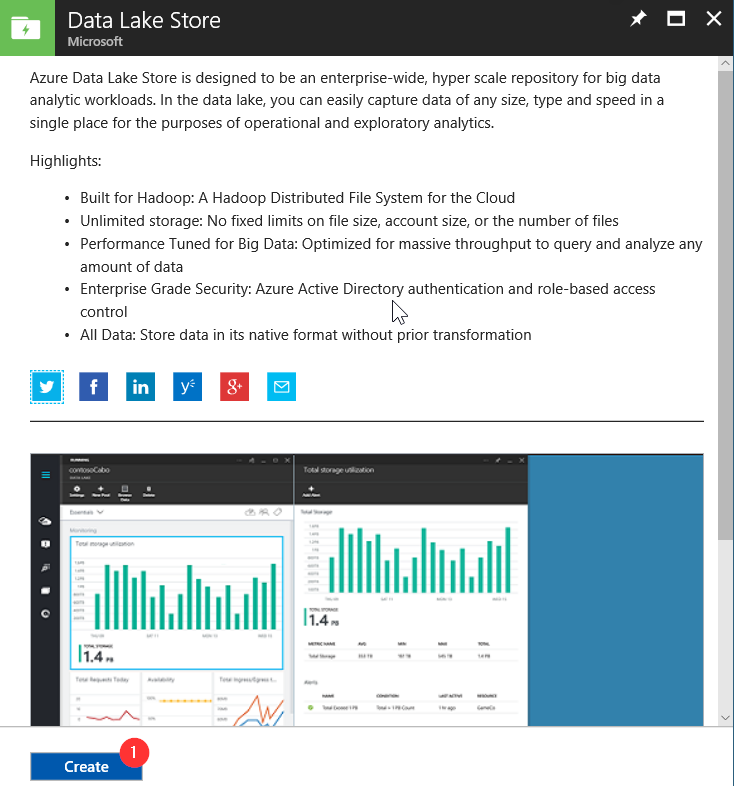 Data Lake Store
Microsoft
Azure Data Lake Store is designed to be an enterprise-wide, hyper scale repository for big data
analytic workloads. In the data lake, you can easily capture data of any size, type and speed in a
single place for the purposes of operational and exploratory analytics.
Highlights:
• Built for Hadoop: A Hadoop Distributed File System for the Cloud
• Unlimited storage: No fixed limits on file size, account size, or the number of files
• Performance Tuned for Big Data: Optimized for massive throughput to query and analyze any
amount of data
• Enterprise Grade Security: Azure Active Directory authentication and role-based access
control
• All Data: Store data in its native format without prior transformation
contosoCabo
DATA LAKE
Settings New Pool Browse Data Delete
Essentials
Monitoring
Total storage utilization
TOTAL STORAGE
1.4 PB
Total Requests Today Availability Total Ingress/Egress t...
Total storage utilization
Add Alert
Total Storage
TOTAL STORAGE
1.4 PB
METRIC NAME AVG MIN MAX TOTAL
Total Storage 1.4 PB
Alerts
NAME CONDITION LAST ACTIVE RESOURCE
Total Exceed 1 PB Total > 1 PB Count 1 hr ago GameCo
1
Create